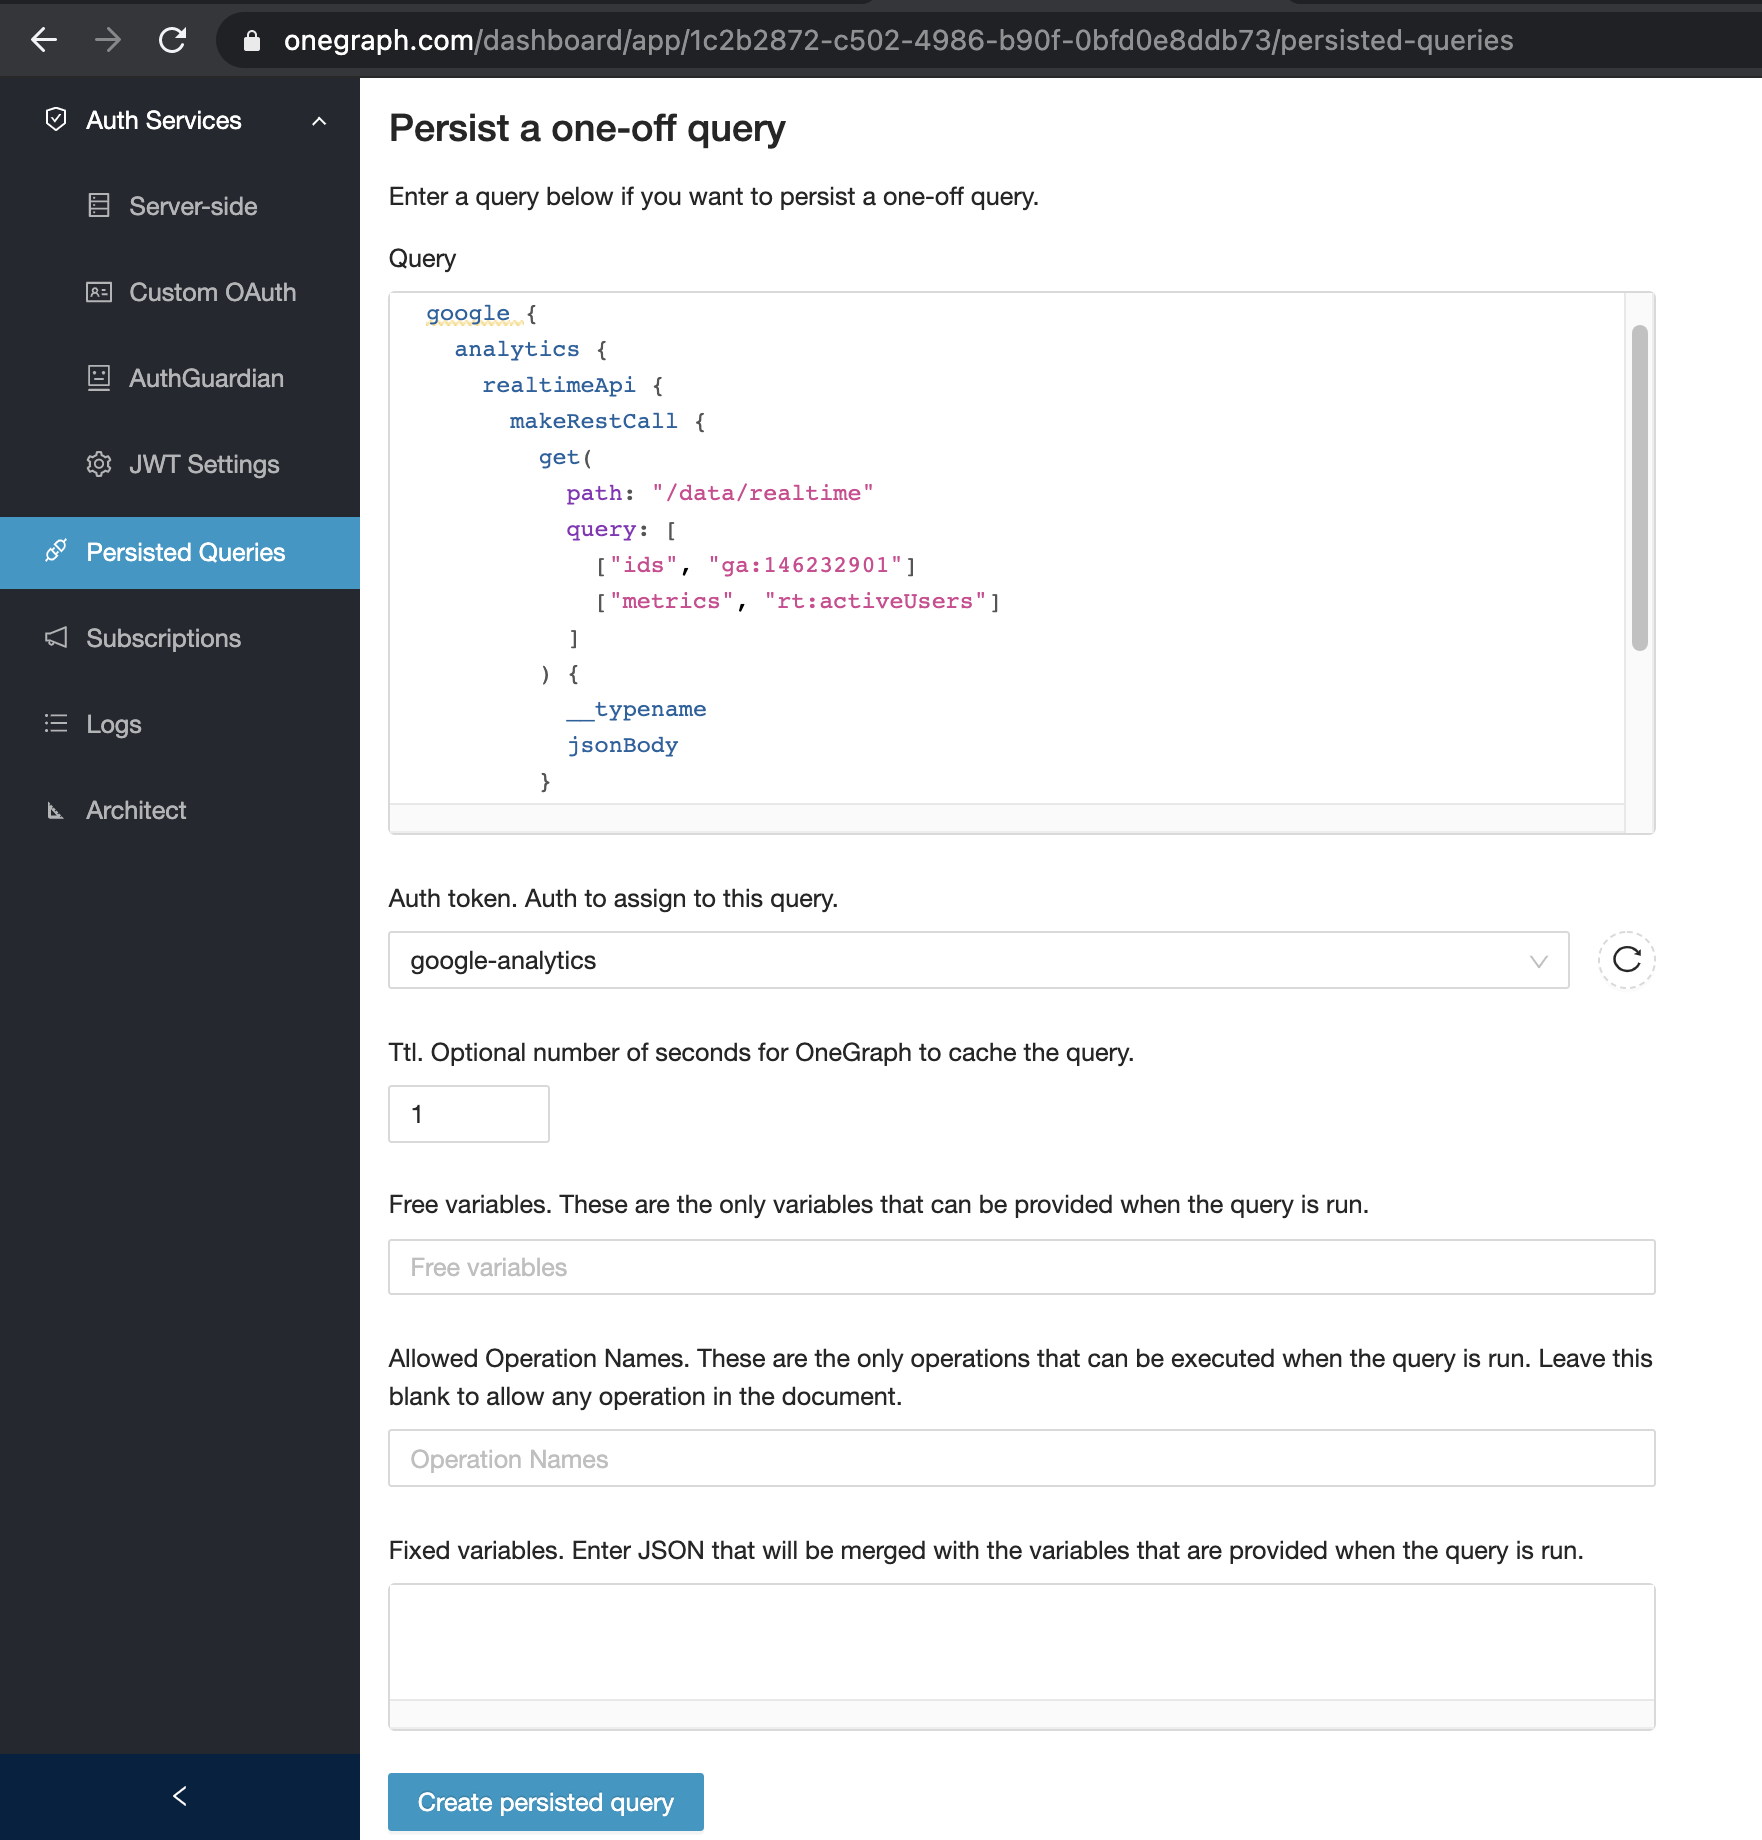 onegraph.com/dashboard/app/1c2b2872-c502-4986-b90f-0bfd0e8ddb73/persisted-queries
Auth Services
Server-side
Custom OAuth
AuthGuardian
JWT Settings
Persisted Queries
Subscriptions
Logs
Architect
Persist a one-off query
Enter a query below if you want to persist a one-off query.
Query
google {
analytics {
realtimeApi {
makeRestCall {
get(
path: "/data/realtime"
query: [
["ids", "ga:146232901"]
["metrics", "rt:activeUsers"]
]
) {
__typename
jsonBody
}
Auth token. Auth to assign to this query.
google-analytics
Ttl. Optional number of seconds for OneGraph to cache the query.
1
Free variables. These are the only variables that can be provided when the query is run.
Free variables
Allowed Operation Names. These are the only operations that can be executed when the query is run. Leave this
blank to allow any operation in the document.
Operation Names
Fixed variables. Enter JSON that will be merged with the variables that are provided when the query is run.
Create persisted query